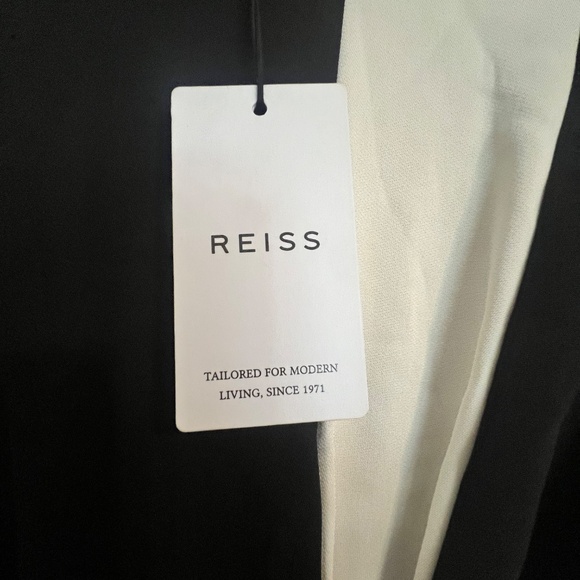 REISS
TAILORED FOR MODERN
LIVING, SINCE 1971